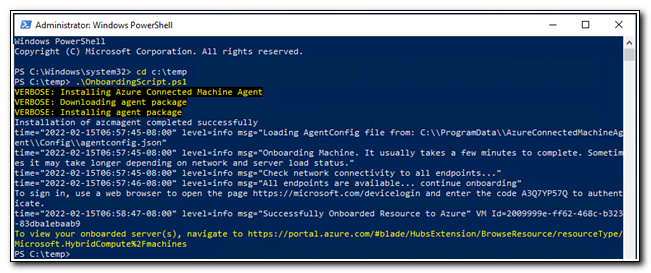 Administrator: Windows PowerShell
Windows PowerShell
Copyright (C) Microsoft Corporation. All rights reserved.
PS C:\Windows\system32> cd c:\temp
PS C:\temp> .\OnboardingScript.ps1
VERBOSE: Installing Azure Connected Machine Agent
VERBOSE: Downloading agent package
VERBOSE: Installing agent package
Installation of azcmagent completed successfully
time="2022-02-15T06:57:45-08:00" level=info msg="Loading AgentConfig file from: C:\\ProgramData\\AzureConnectedMachineAg
ent\\Config\\agentconfig.json"
time="2022-02-15T06:57:45-08:00" level=info msg="Onboarding Machine. It usually takes a few minutes to complete. Sometim
es it may take longer depending on network and server load status."
time="2022-02-15T06:57:45-08:00" level=info msg="Check network connectivity to all endpoints..."
time="2022-02-15T06:57:46-08:00" level=info msg="All endpoints are available... continue onboarding"
To sign in, use a web browser to open the page https://microsoft.com/devicelogin and enter the code A3Q7YP57Q to authent
icate.
time="2022-02-15T06:58:47-08:00" level=info msg="Successfully Onboarded Resource to Azure" VM Id=2009999e-ff62-468c-b323
-83dba1ebaab9
To view your onboarded server(s), navigate to https://portal.azure.com/#blade/HubsExtension/BrowseResource/resourceType/
Microsoft.HybridCompute%2Fmachines
PS C:\temp>